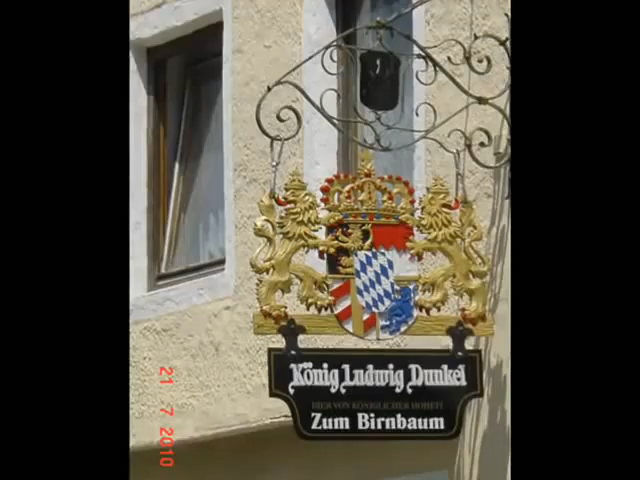 König Ludwig Dunkel
BIER VON KÖNIGLICHER HOHEIT
Zum Birnbaum
21 7 2010